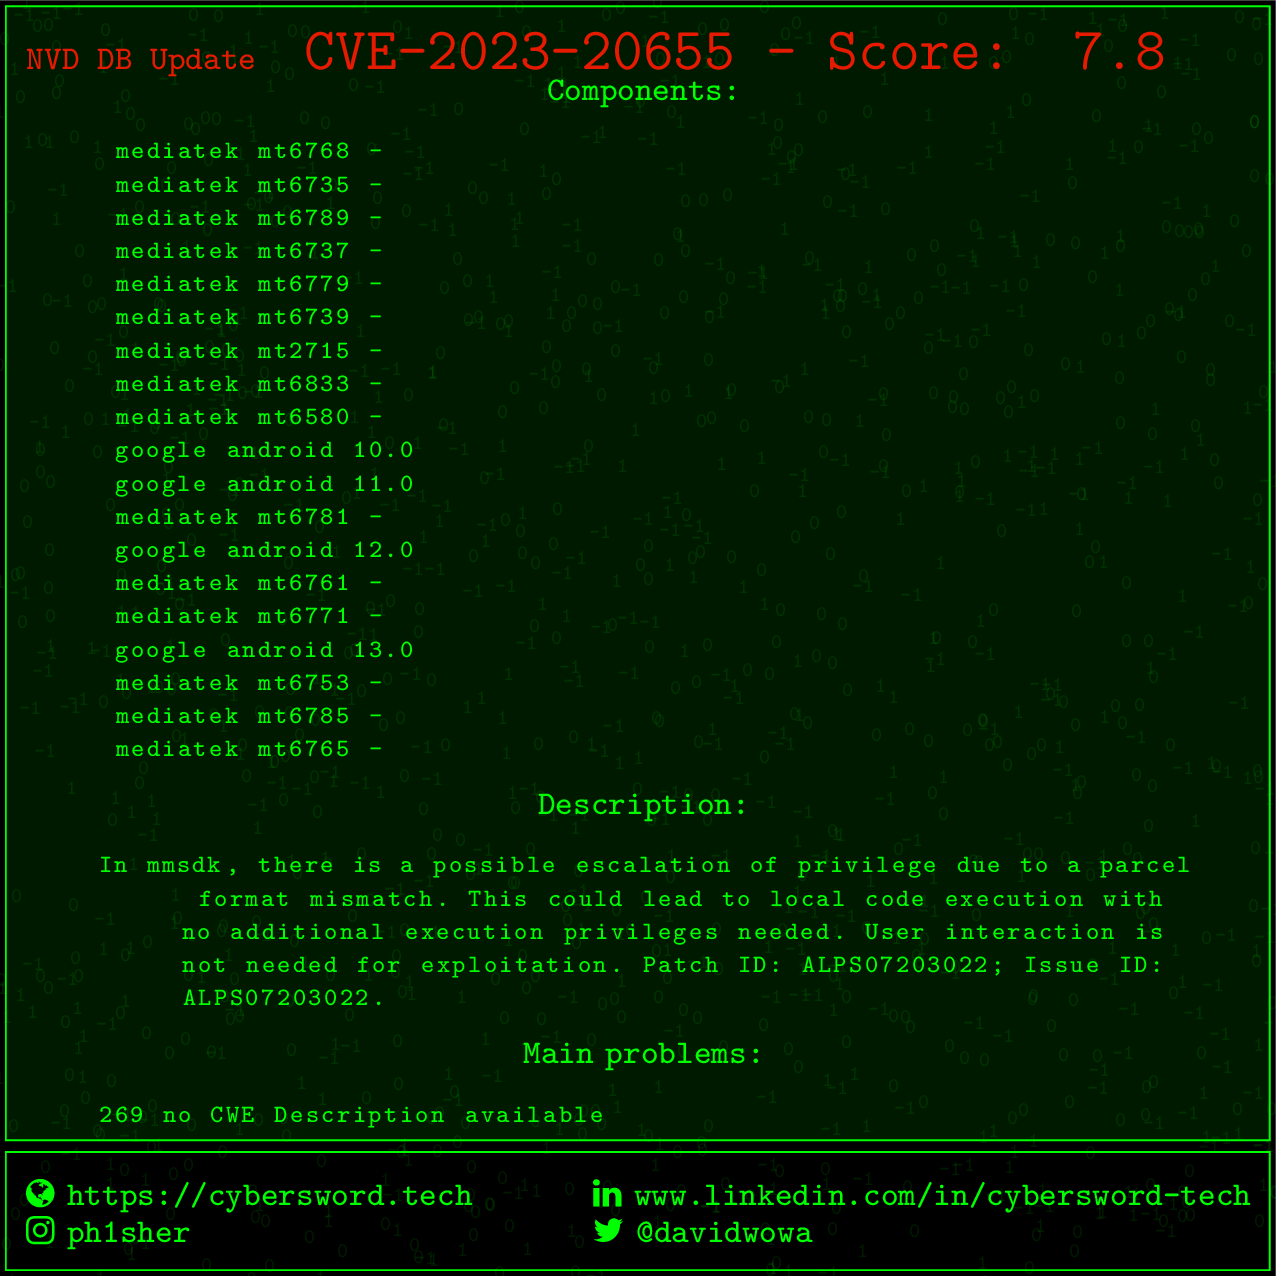 NVD DB Update CVE-2023-20655 - Score: 7.8
Components:
mediatek mt6768 -
mediatek mt6735 -
mediatek mt6789 -
mediatek mt6737 -
mediatek mt6779 -
mediatek mt6739 -
mediatek mt2715 -
mediatek mt6833 -
mediatek mt6580 -
google android 10.0
google android 11.0
mediatek mt6781 -
google android 12.0
mediatek mt6761 -
mediatek mt6771 -
google android 13.0
mediatek mt6753 -
mediatek mt6785 -
mediatek mt6765 -
Description:
In mmsdk, there is a possible escalation of privilege due to a parcel
format mismatch. This could lead to local code execution with
no additional execution privileges needed. User interaction is
not needed for exploitation. Patch ID: ALPS07203022; Issue ID:
ALPS07203022.
Main problems:
269 no CWE Description available
https://cybersword.tech
www.linkedin.com/in/cybersword-tech
ph1sher
@davidwowa